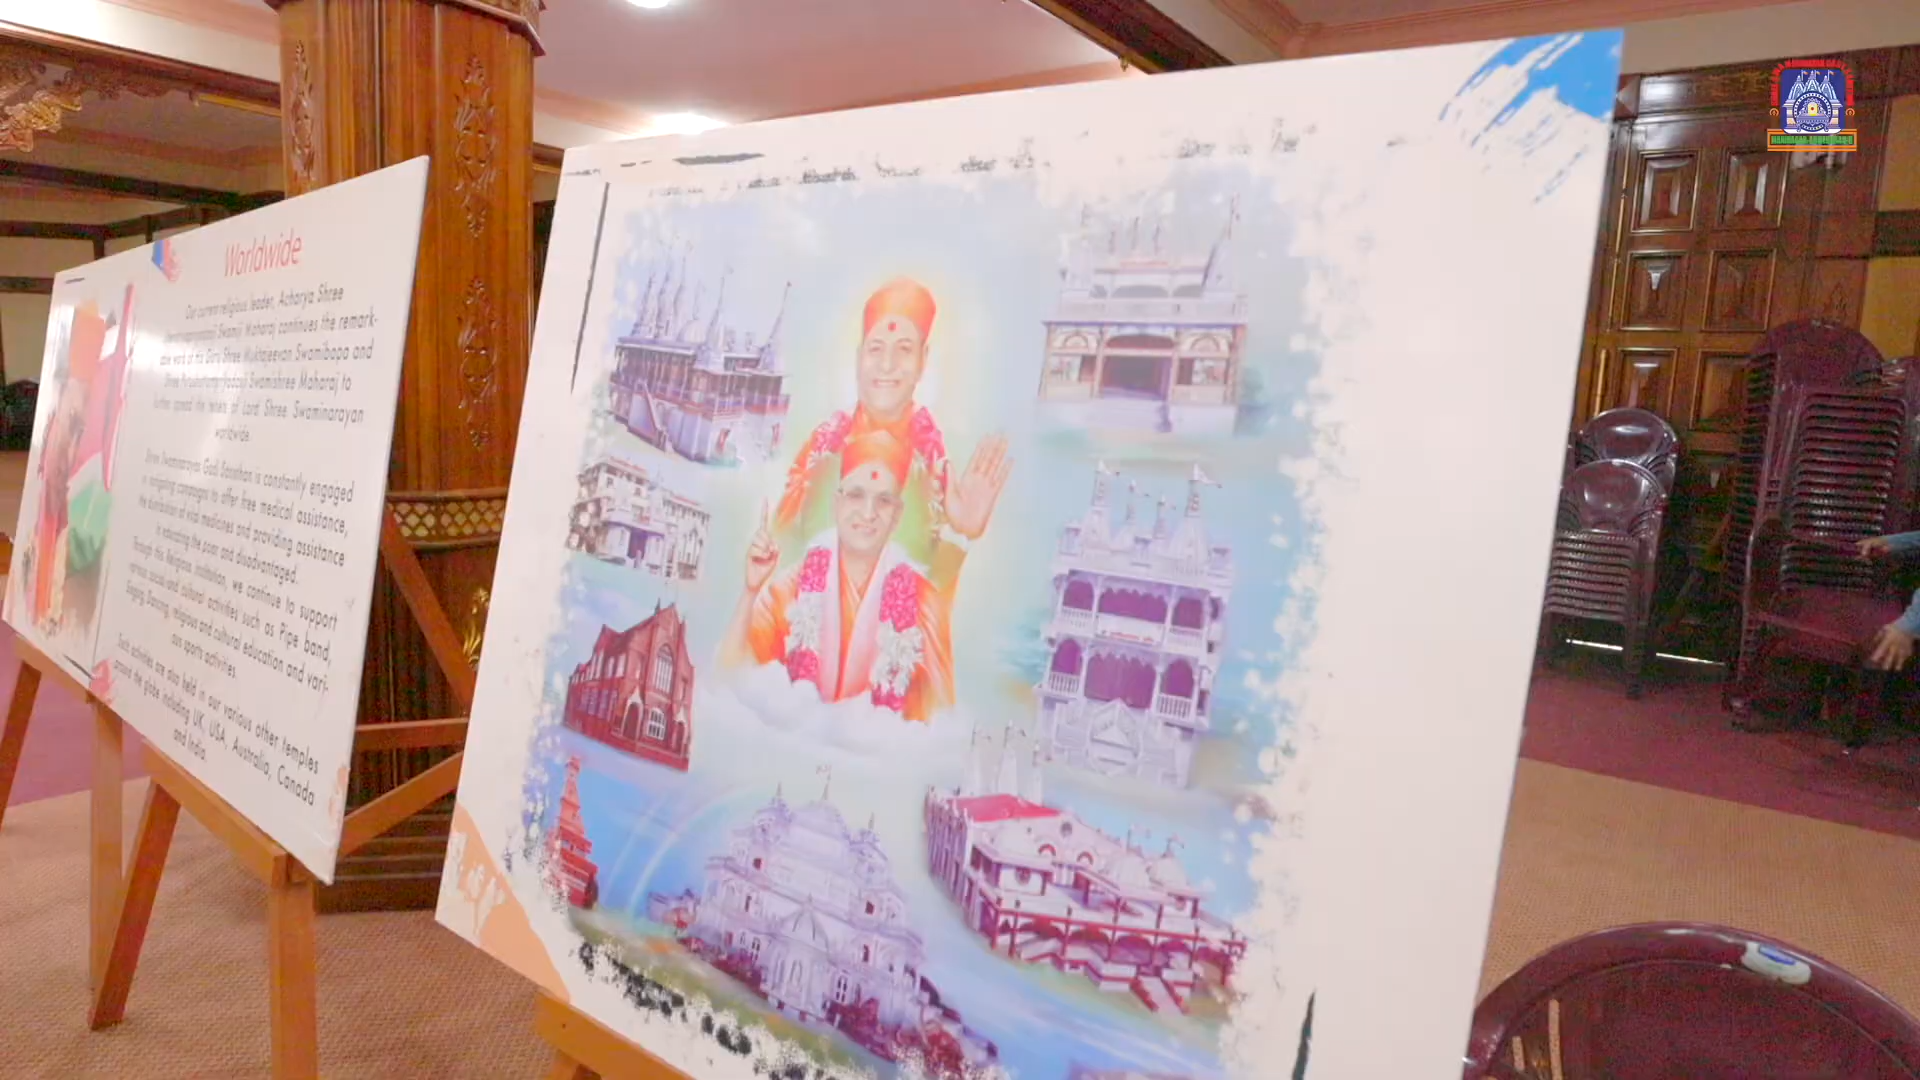 Worldwide
Our current religious leader, Acharya Shree
Swamiji Maharaj continues the remark-
able work of his Guru Shree Muktajeevan Swamibapa and
Shree Purushottampriyadasji Swamishree Maharaj to
further spread the tenets of Lord Shree Swaminarayan
worldwide.
Shree Swaminarayan Gadi Sansthan is constantly engaged
in outgoing campaigns to offer free medical assistance,
the distribution of vital medicines and providing assistance
in educating the poor and disadvantaged.
Through this Religious institution, we continue to support
various social and cultural activities such as Pipe band,
Singing, Dancing, religious and cultural education and vari-
ous sports activities.
Such activities are also held in our various other temples
around the globe including UK, USA, Australia, Canada
and India.